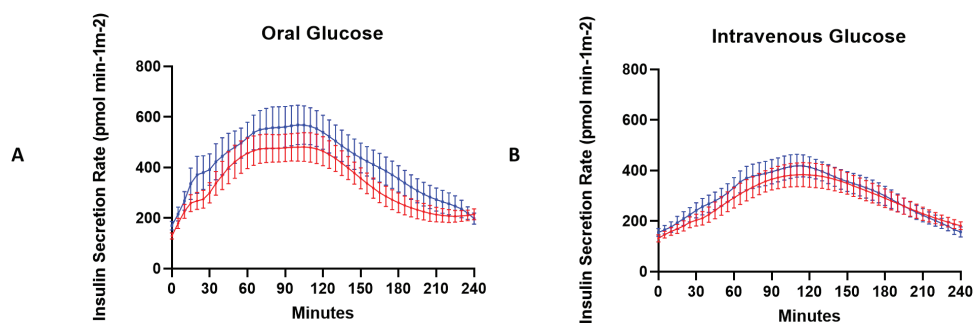 A
Oral Glucose
Insulin Secretion Rate (pmol min-1m-2)
800
600
400
200
0
0 30 60 90 120 150 180 210 240
Minutes
B
Intravenous Glucose
Insulin Secretion Rate (pmol min-1m-2)
800
600
400
200
0
0 30 60 90 120 150 180 210 240
Minutes